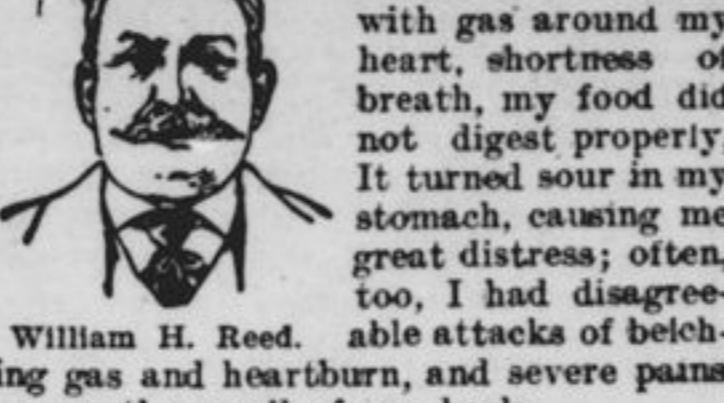 with gas around my
heart, shortness of
breath, my food did
not digest properly,
It turned sour in my
stomach, causing me
great distress; often,
too, I had disagree-
William H. Reed.
able attacks of belch-
ing gas and heartburn, and severe pains